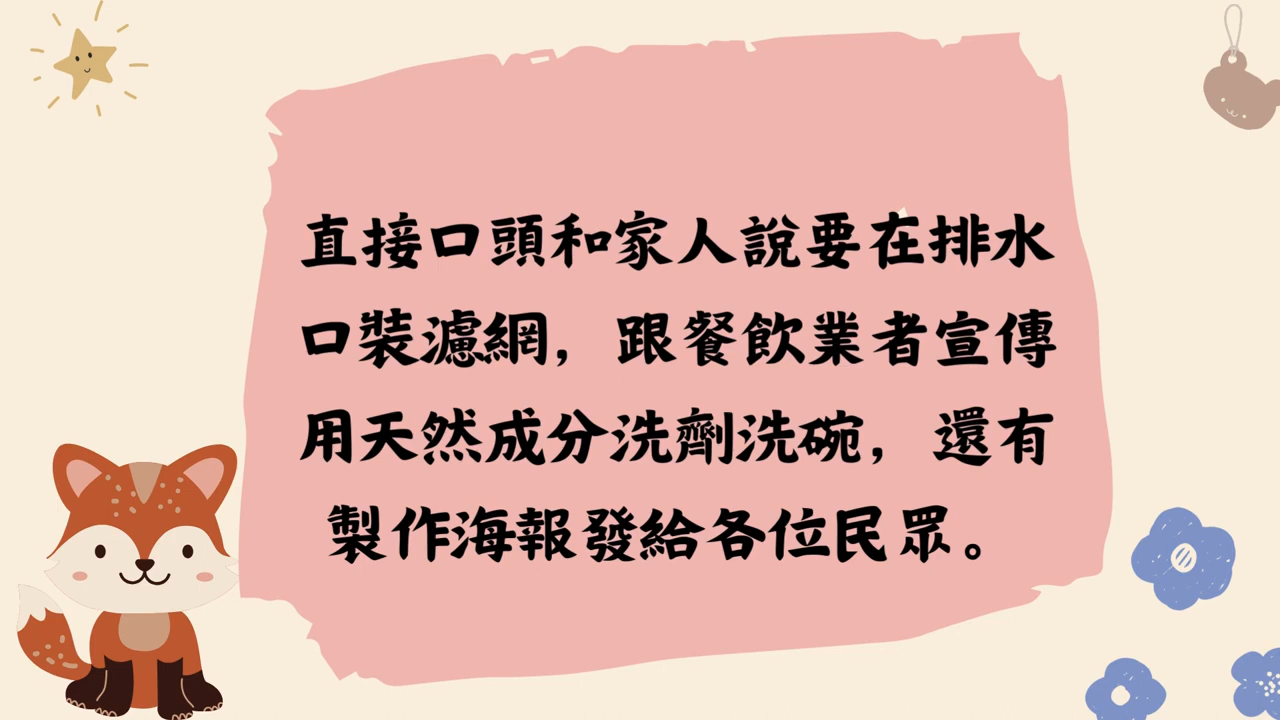 直接口頭和家人說要在排水
口裝濾網，跟餐飲業者宣傳
用天然成分洗劑洗碗，還有
製作海報發給各位民眾。